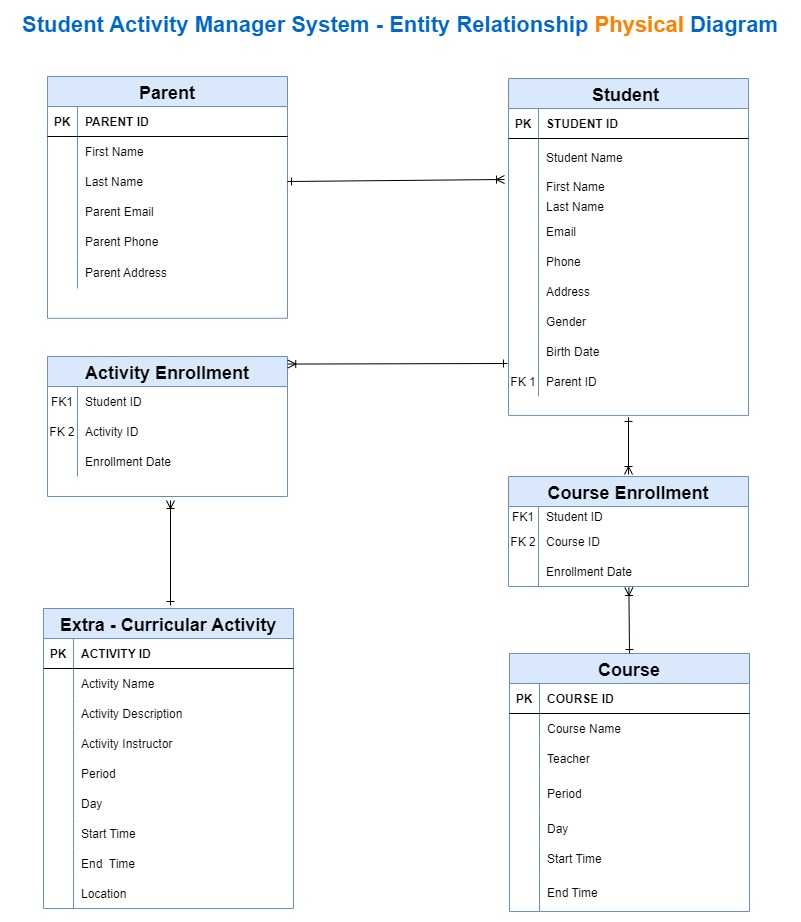 Student Activity Manager System - Entity Relationship Physical Diagram
Parent
PK PARENT ID
First Name
Last Name
Parent Email
Parent Phone
Parent Address
Student
PK STUDENT ID
Student Name
First Name
Last Name
Email
Phone
Address
Gender
Birth Date
FK 1 Parent ID
Activity Enrollment
FK1 Student ID
FK 2 Activity ID
Enrollment Date
Course Enrollment
FK1 Student ID
FK 2 Course ID
Enrollment Date
Extra - Curricular Activity
PK ACTIVITY ID
Activity Name
Activity Description
Activity Instructor
Period
Day
Start Time
End Time
Location
Course
PK COURSE ID
Course Name
Teacher
Period
Day
Start Time
End Time